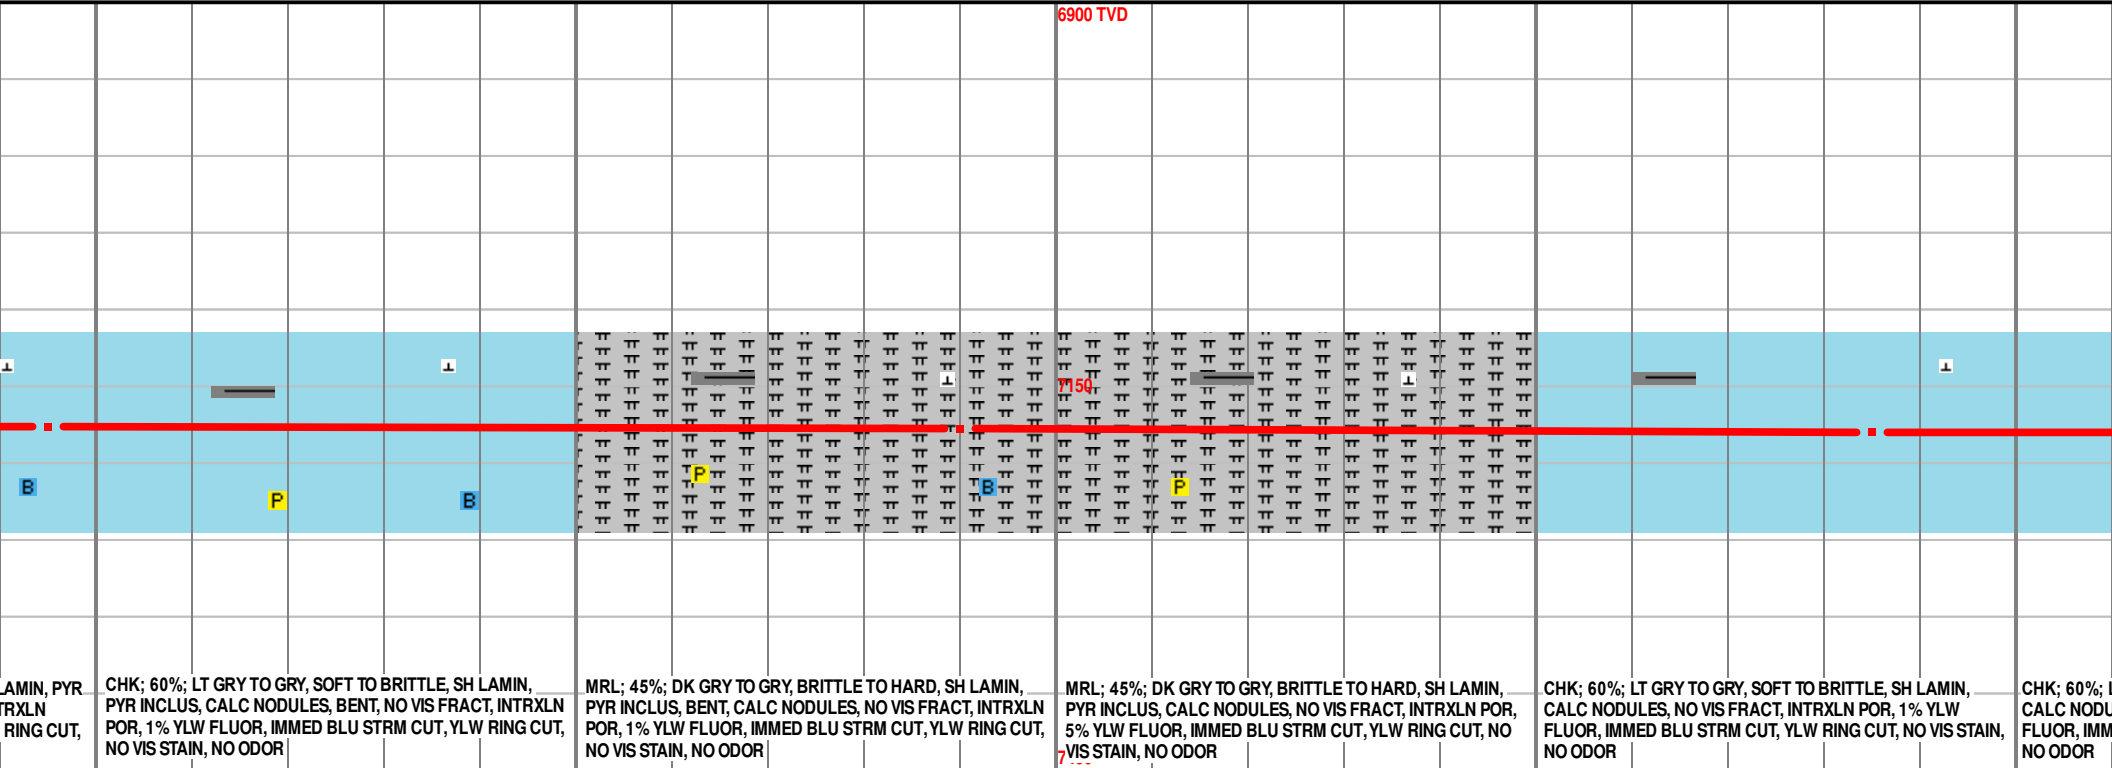 6900 TVD
7150
B
P
B
P
B
P
LAMIN, PYR
TRXLN
RING CUT,
CHK; 60%; LT GRY TO GRY, SOFT TO BRITTLE, SH LAMIN,
PYR INCLUS, CALC NODULES, BENT, NO VIS FRACT, INTRXLN
POR, 1% YLW FLUOR, IMMED BLU STRM CUT, YLW RING CUT,
NO VIS STAIN, NO ODOR
MRL; 45%; DK GRY TO GRY, BRITTLE TO HARD, SH LAMIN,
PYR INCLUS, BENT, CALC NODULES, NO VIS FRACT, INTRXLN
POR, 1% YLW FLUOR, IMMED BLU STRM CUT, YLW RING CUT,
NO VIS STAIN, NO ODOR
MRL; 45%; DK GRY TO GRY, BRITTLE TO HARD, SH LAMIN,
PYR INCLUS, CALC NODULES, NO VIS FRACT, INTRXLN POR,
5% YLW FLUOR, IMMED BLU STRM CUT, YLW RING CUT, NO
VIS STAIN, NO ODOR
CHK; 60%; LT GRY TO GRY, SOFT TO BRITTLE, SH LAMIN,
CALC NODULES, NO VIS FRACT, INTRXLN POR, 1% YLW
FLUOR, IMMED BLU STRM CUT, YLW RING CUT, NO VIS STAIN,
NO ODOR
CHK; 60%; L
CALC NODU
FLUOR, IMM
NO ODOR